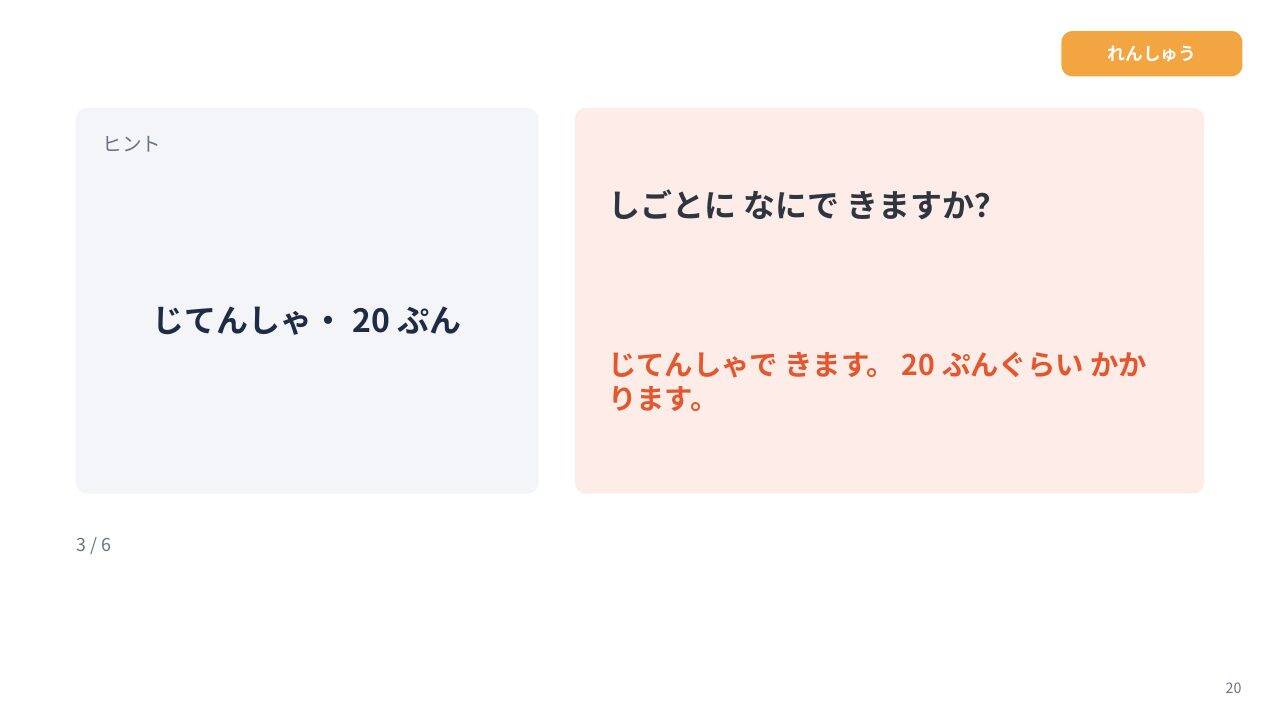 れんしゅう
ヒント
じてんしゃ・ 20 ぷん
しごとに なにで きますか?
じてんしゃで きます。 20 ぷんぐらい かか
ります。
3 / 6
20